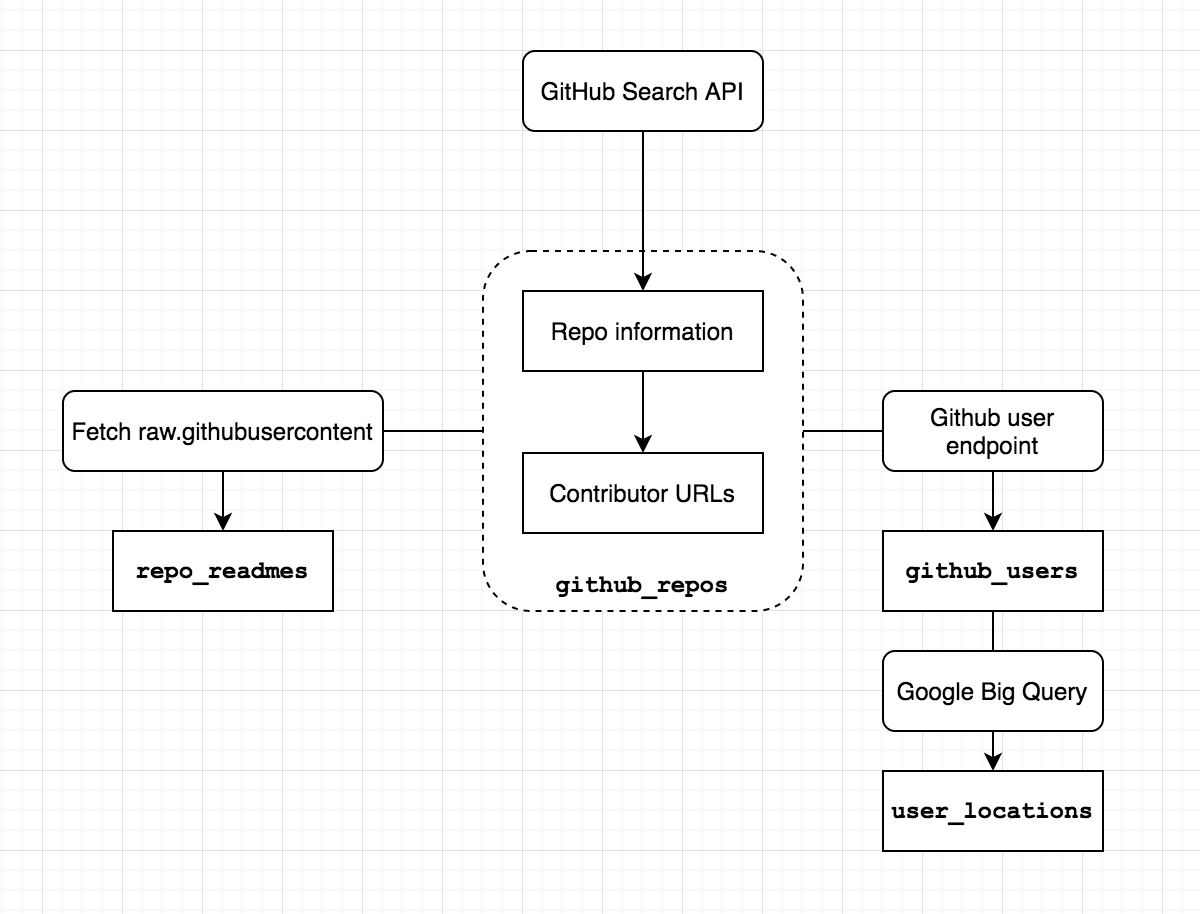 GitHub Search API
Repo information
Fetch raw.githubusercontent
Github user
endpoint
Contributor URLs
repo_readmes
github_repos
github_users
Google Big Query
user_locations